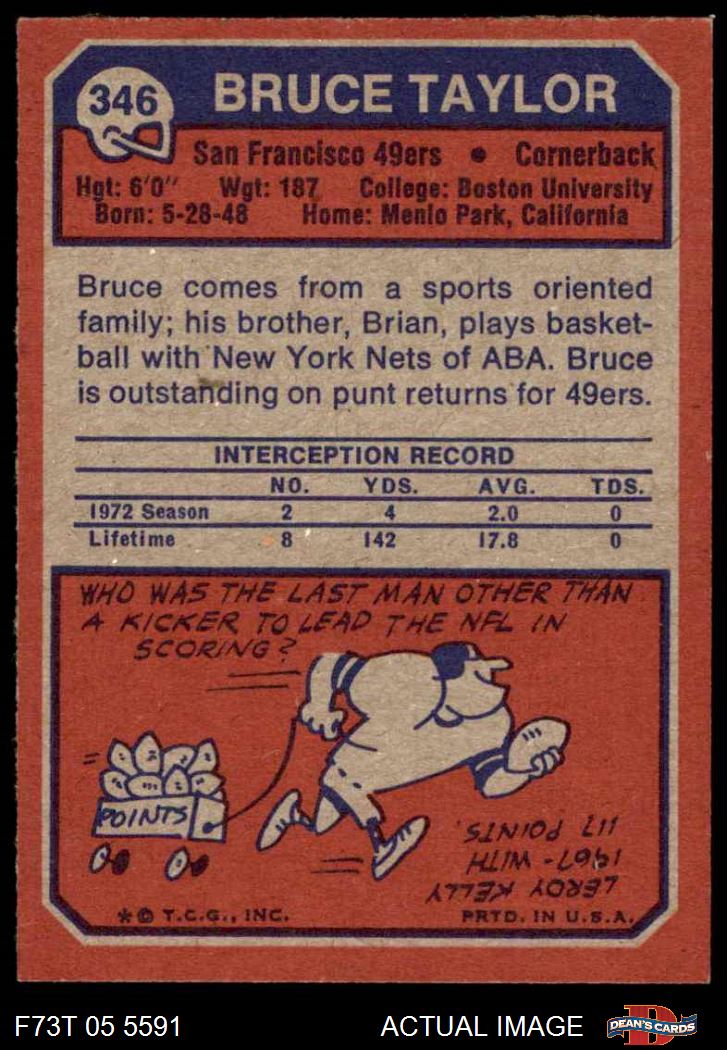 346
BRUCE TAYLOR
San Francisco 49ers • Cornerback
Hgt: 6'0" Wgt: 187 College: Boston University
Born: 5-28-48 Home: Menlo Park, California
Bruce comes from a sports oriented
family; his brother, Brian, plays basket-
ball with New York Nets of ABA. Bruce
is outstanding on punt returns for 49ers.
INTERCEPTION RECORD
NO. YDS. AVG. TDS.
1972 Season 2 4 2.0 0
Lifetime 8 142 17.8 0
WHO WAS THE LAST MAN OTHER THAN
A KICKER TO LEAD THE NFL IN
SCORING?
POINTS
LEROY KELLY
1967 - WITH
117 POINTS.
*© T.C.G., INC. PRTD. IN U.S.A.
F73T 05 5591 ACTUAL IMAGE
D
DEAN'S CARDS